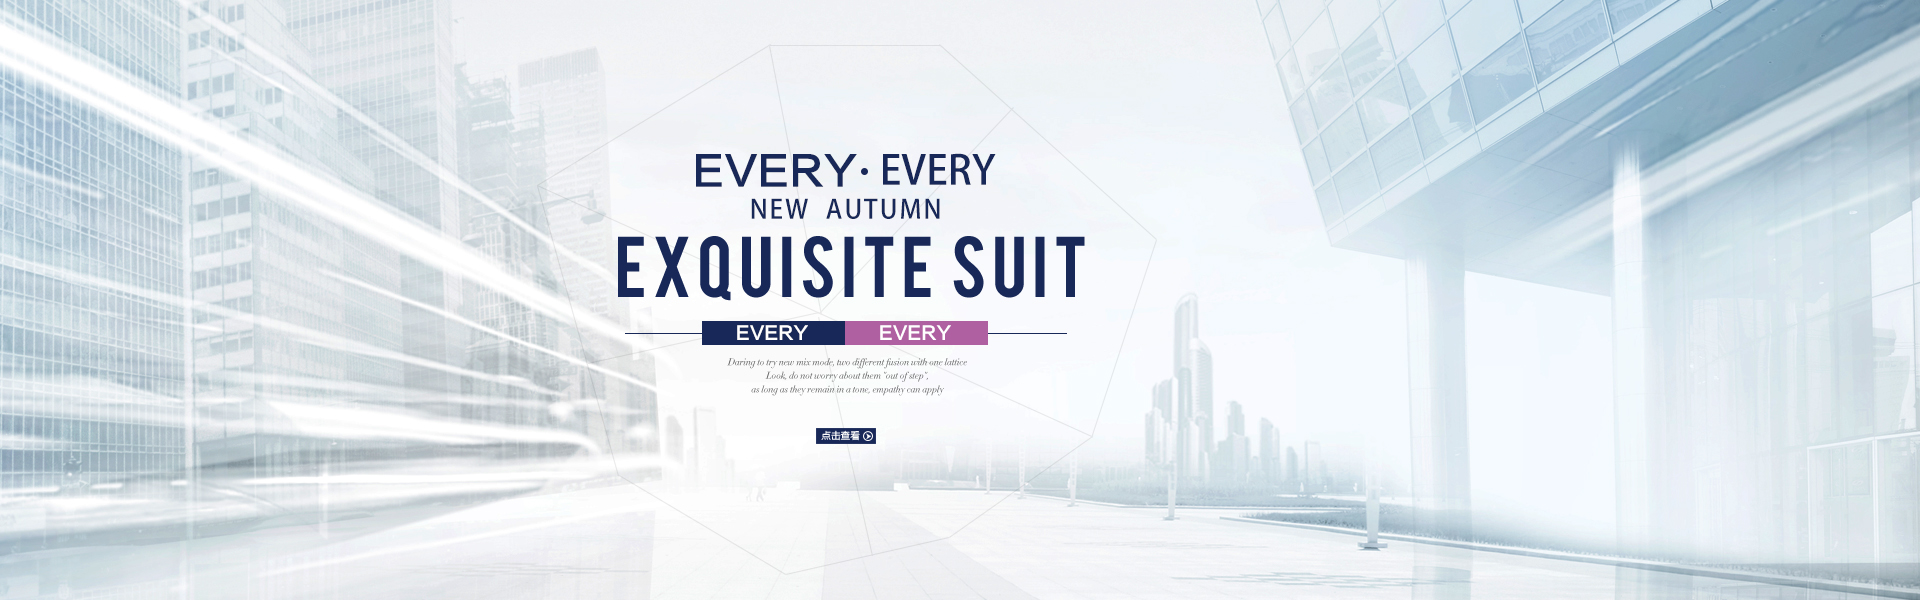 EVERY·EVERY
NEW AUTUMN
EXQUISITE SUIT
EVERY EVERY
Daring to try new mix mode, two different fusion with one lattice
Look, do not worry about them "out of step",
as long as they remain in a tone, empathy can apply
点击查看